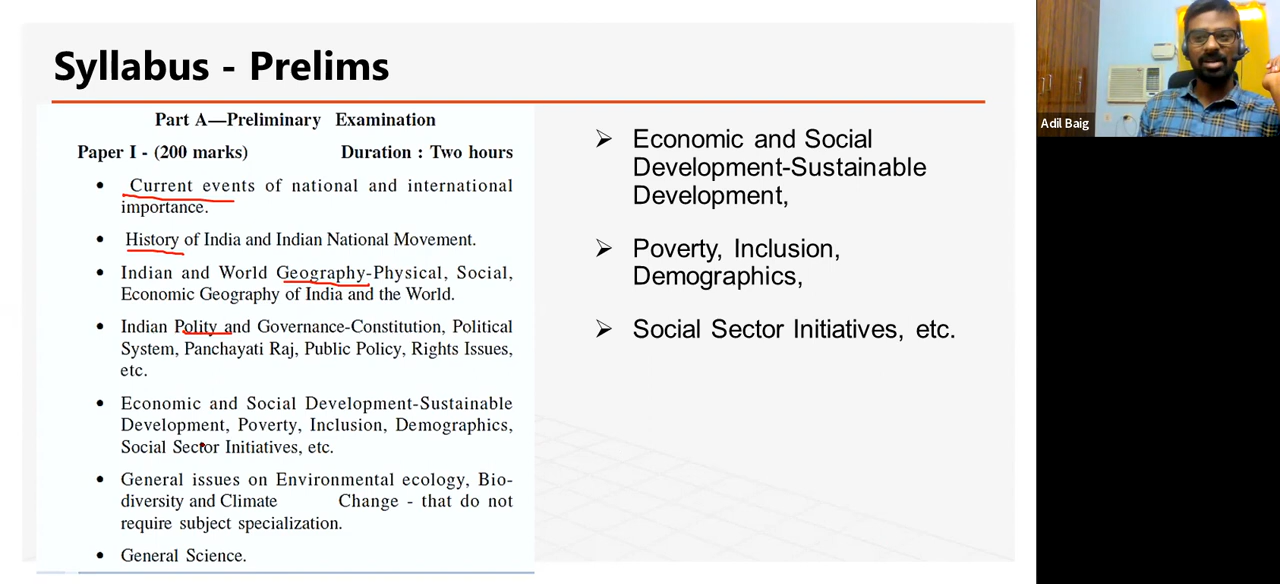 Syllabus - Prelims
Part A—Preliminary Examination
Paper I - (200 marks) Duration : Two hours
• Current events of national and international
importance.
• History of India and Indian National Movement.
• Indian and World Geography-Physical, Social,
Economic Geography of India and the World.
• Indian Polity and Governance-Constitution, Political
System, Panchayati Raj, Public Policy, Rights Issues,
etc.
• Economic and Social Development-Sustainable
Development, Poverty, Inclusion, Demographics,
Social Sector Initiatives, etc.
• General issues on Environmental ecology, Bio-
diversity and Climate Change - that do not
require subject specialization.
• General Science.
➢ Economic and Social
Development-Sustainable
Development,
➢ Poverty, Inclusion,
Demographics,
➢ Social Sector Initiatives, etc.
Adil Baig